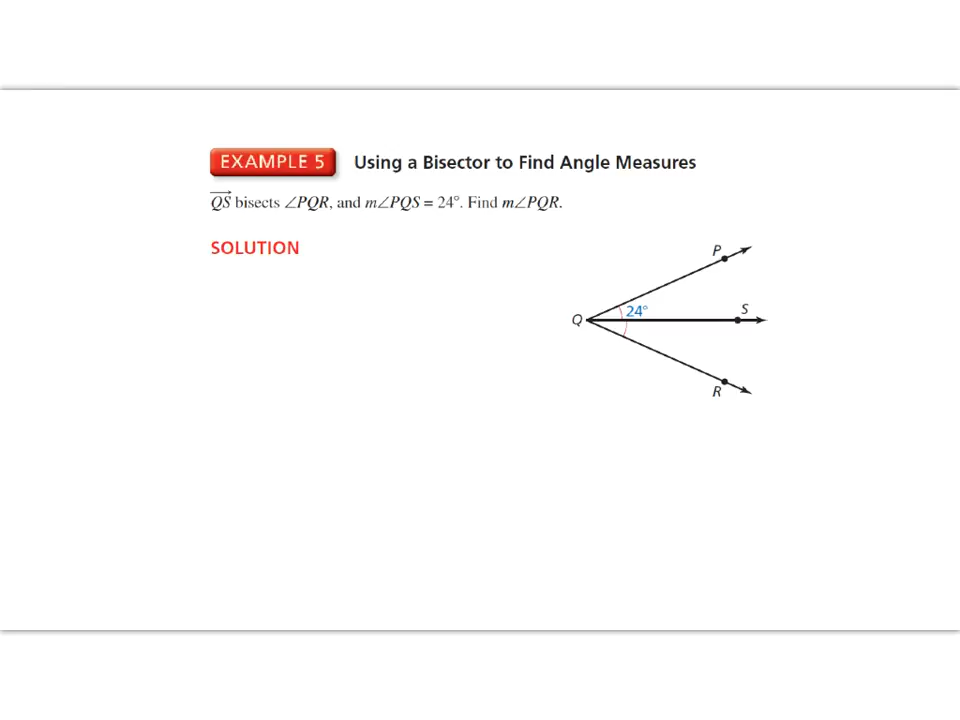 EXAMPLE 5 Using a Bisector to Find Angle Measures
QS bisects ∠PQR, and m∠PQS = 24°. Find m∠PQR.
SOLUTION
P
24°
S
Q
R